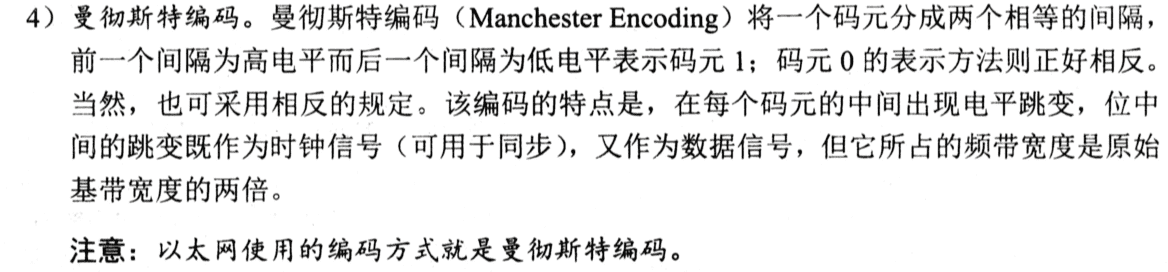 4）曼彻斯特编码。曼彻斯特编码（Manchester Encoding）将一个码元分成两个相等的间隔，
前一个间隔为高电平而后一个间隔为低电平表示码元 1；码元 0 的表示方法则正好相反。
当然，也可采用相反的规定。该编码的特点是，在每个码元的中间出现电平跳变，位中
间的跳变既作为时钟信号（可用于同步），又作为数据信号，但它所占的频带宽度是原始
基带宽度的两倍。
注意：以太网使用的编码方式就是曼彻斯特编码。